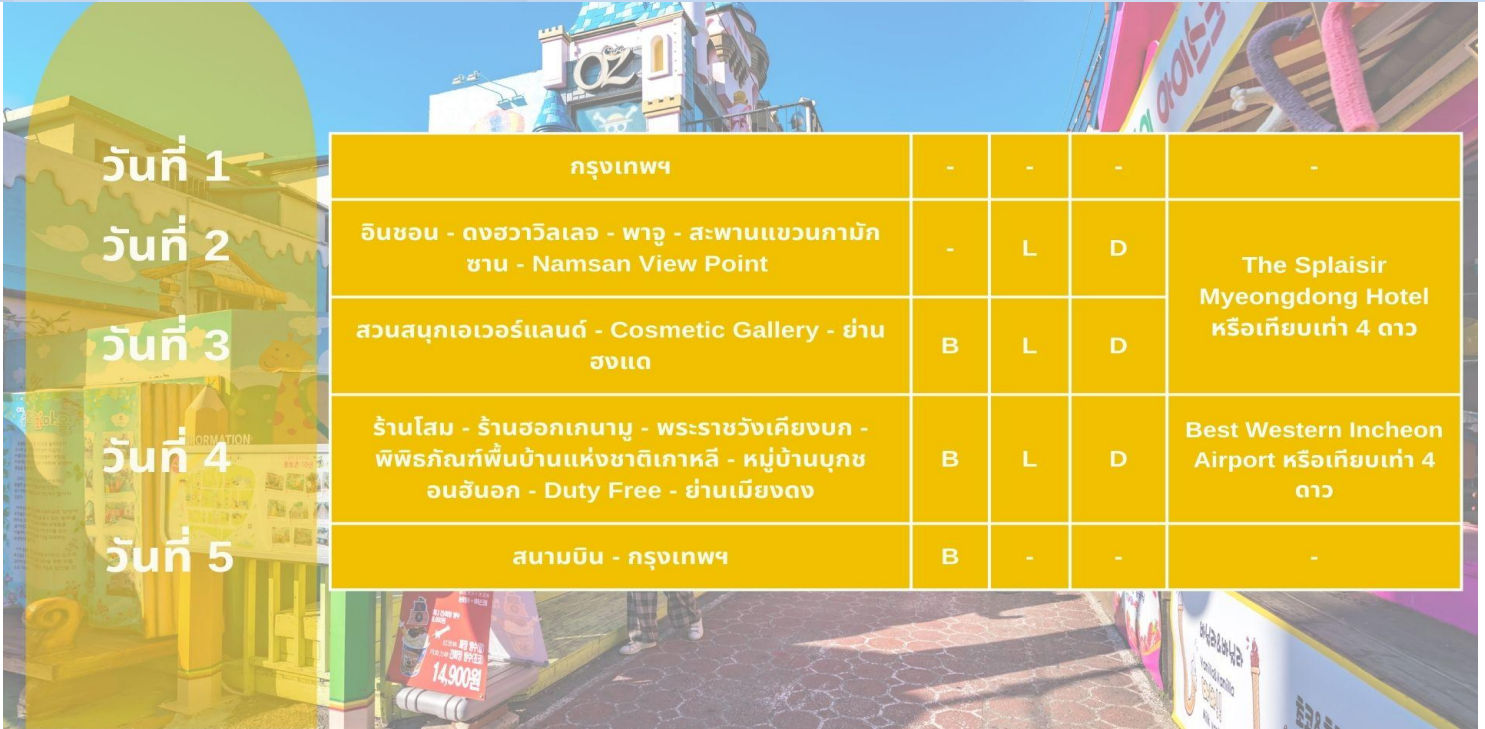 OZ
아이스크
วันที่ 1
กรุงเทพฯ - - - -
วันที่ 2
อินชอน - ดงฮวาวิลเลจ - พาจู - สะพานแขวนกามัก
ซาน - Namsan View Point
- L D
The Splaisir
Myeongdong Hotel
หรือเทียบเท่า 4 ดาว
วันที่ 3
สวนสนุกเอเวอร์แลนด์ - Cosmetic Gallery - ย่าน
ฮงแด
B L D
วันที่ 4
ร้านโสม - ร้านฮอกเกนามู - พระราชวังเคียงบก -
พิพิธภัณฑ์พื้นบ้านแห่งชาติเกาหลี - หมู่บ้านบุกช
อนฮันอก - Duty Free - ย่านเมียงดง
B L D
Best Western Incheon
Airport หรือเทียบเท่า 4
ดาว
วันที่ 5
สนามบิน - กรุงเทพฯ B - - -
14,900원